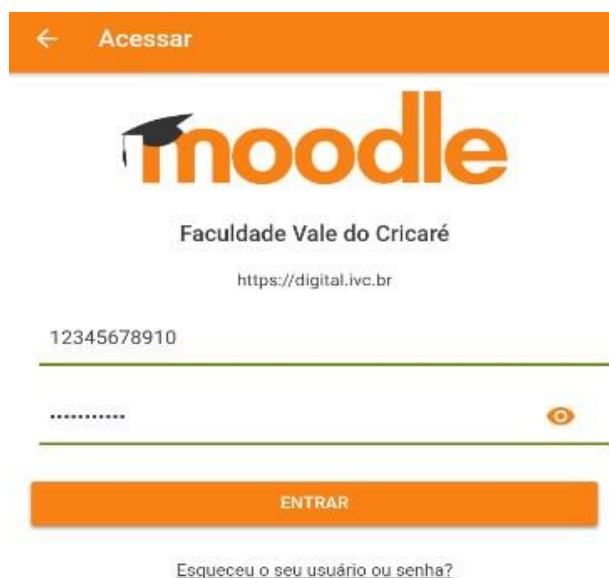 Acessar
moodle
Faculdade Vale do Cricaré
https://digital.ivc.br
12345678910
...........
ENTRAR
Esqueceu o seu usuário ou senha?